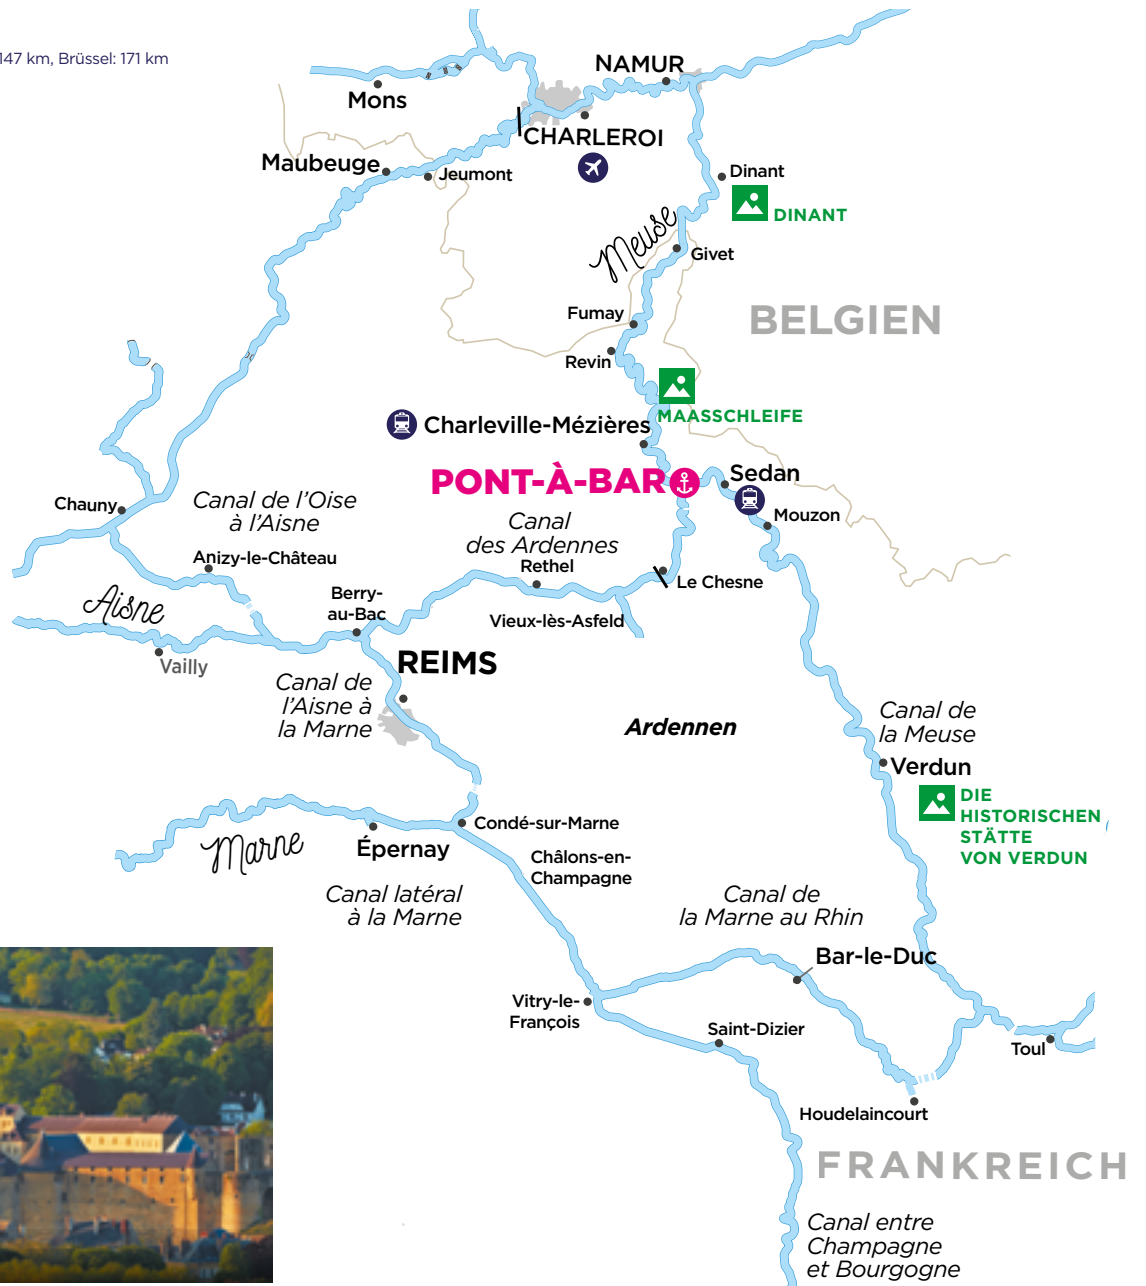 147 km, Brüssel: 171 km
NAMUR
Mons
CHARLEROI
Maubeuge
Jeumont
Dinant
DINANT
Meuse
Givet
Fumay
BELGIEN
Revin
MAASSCHLEIFE
Charleville-Mézières
PONT-À-BAR
Sedan
Chauny
Canal de l'Oise
à l'Aisne
Canal
des Ardennes
Mouzon
Anizy-le-Château
Rethel
Le Chesne
Aisne
Berry-
au-Bac
Vieux-lès-Asfeld
Vailly
REIMS
Canal de
l'Aisne à
la Marne
Ardennen
Canal de
la Meuse
Verdun
DIE
HISTORISCHEN
STÄTTE
VON VERDUN
Condé-sur-Marne
Marne
Épernay
Châlons-en-
Champagne
Canal latéral
à la Marne
Canal de
la Marne au Rhin
Bar-le-Duc
Vitry-le-
François
Saint-Dizier
Toul
Houdelaincourt
FRANKREICH
Canal entre
Champagne
et Bourgogne